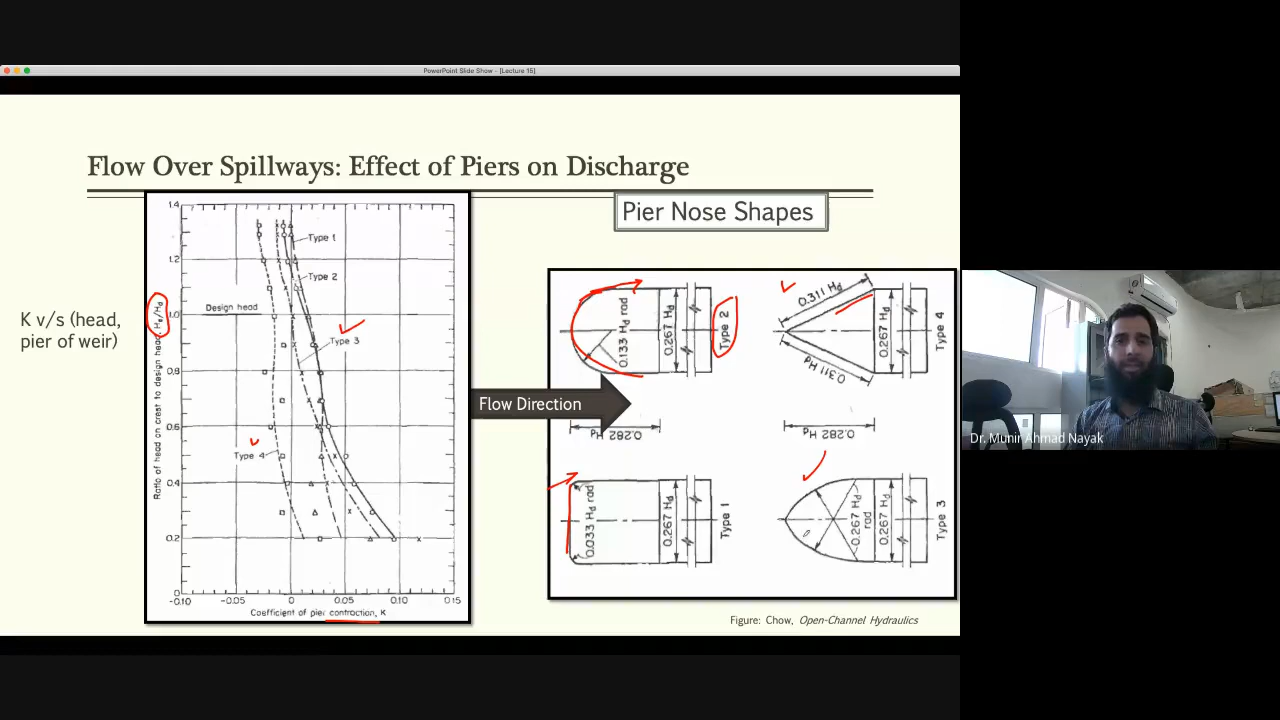 PowerPoint Slide Show - [Lecture 15]
Flow Over Spillways: Effect of Piers on Discharge
Pier Nose Shapes
K v/s (head,
pier of weir)
Ratio of head on crest to design head, He/Hd
1.4
1.2
1.0
0.8
0.6
0.4
0.2
0
Type 1
Type 2
Design head
Type 3
Type 4
-0.10
-0.05
0
0.05
0.10
0.15
Coefficient of pier contraction, K
Flow Direction
0.133 Hd rad
0.267 Hd
Type 2
0.282 Hd
0.311 Hd
0.311 Hd
0.267 Hd
Type 4
0.282 Hd
0.033 Hd rad
0.267 Hd
Type 1
0.267 Hd
rad
0.267 Hd
Type 3
Figure: Chow, Open-Channel Hydraulics
Dr. Munir Ahmad Nayak